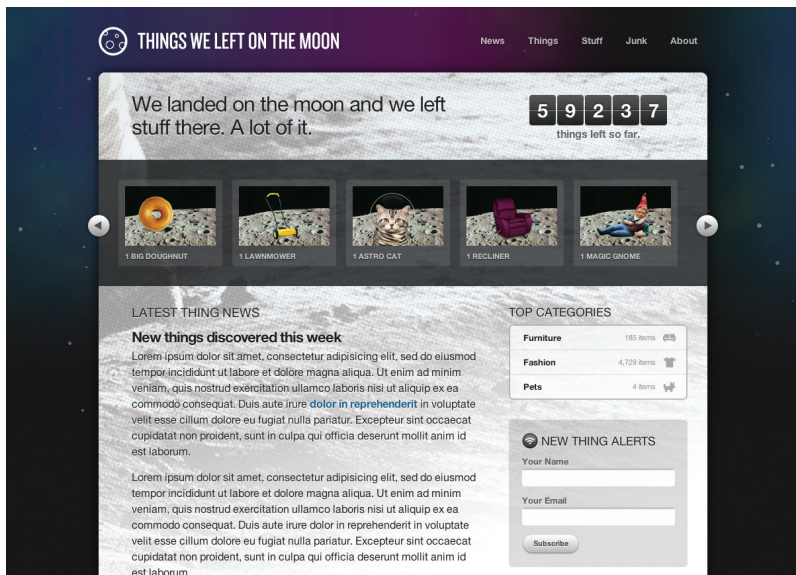 THINGS WE LEFT ON THE MOON
News Things Stuff Junk About
We landed on the moon and we left
stuff there. A lot of it.
5 9 2 3 7
things left so far.
1 BIG DOUGHNUT
1 LAWNMOWER
1 ASTRO CAT
1 RECLINER
1 MAGIC GNOME
LATEST THING NEWS
New things discovered this week
Lorem ipsum dolor sit amet, consectetur adipisicing elit, sed do eiusmod
tempor incididunt ut labore et dolore magna aliqua. Ut enim ad minim
veniam, quis nostrud exercitation ullamco laboris nisi ut aliquip ex ea
commodo consequat. Duis aute irure dolor in reprehenderit in voluptate
velit esse cillum dolore eu fugiat nulla pariatur. Excepteur sint occaecat
cupidatat non proident, sunt in culpa qui officia deserunt mollit anim id
est laborum.
Lorem ipsum dolor sit amet, consectetur adipisicing elit, sed do eiusmod
tempor incididunt ut labore et dolore magna aliqua. Ut enim ad minim
veniam, quis nostrud exercitation ullamco laboris nisi ut aliquip ex ea
commodo consequat. Duis aute irure dolor in reprehenderit in voluptate
velit esse cillum dolore eu fugiat nulla pariatur. Excepteur sint occaecat
cupidatat non proident, sunt in culpa qui officia deserunt mollit anim id
est laborum.
TOP CATEGORIES
Furniture 185 items
Fashion 4,729 items
Pets 4 items
NEW THING ALERTS
Your Name
Your Email
Subscribe